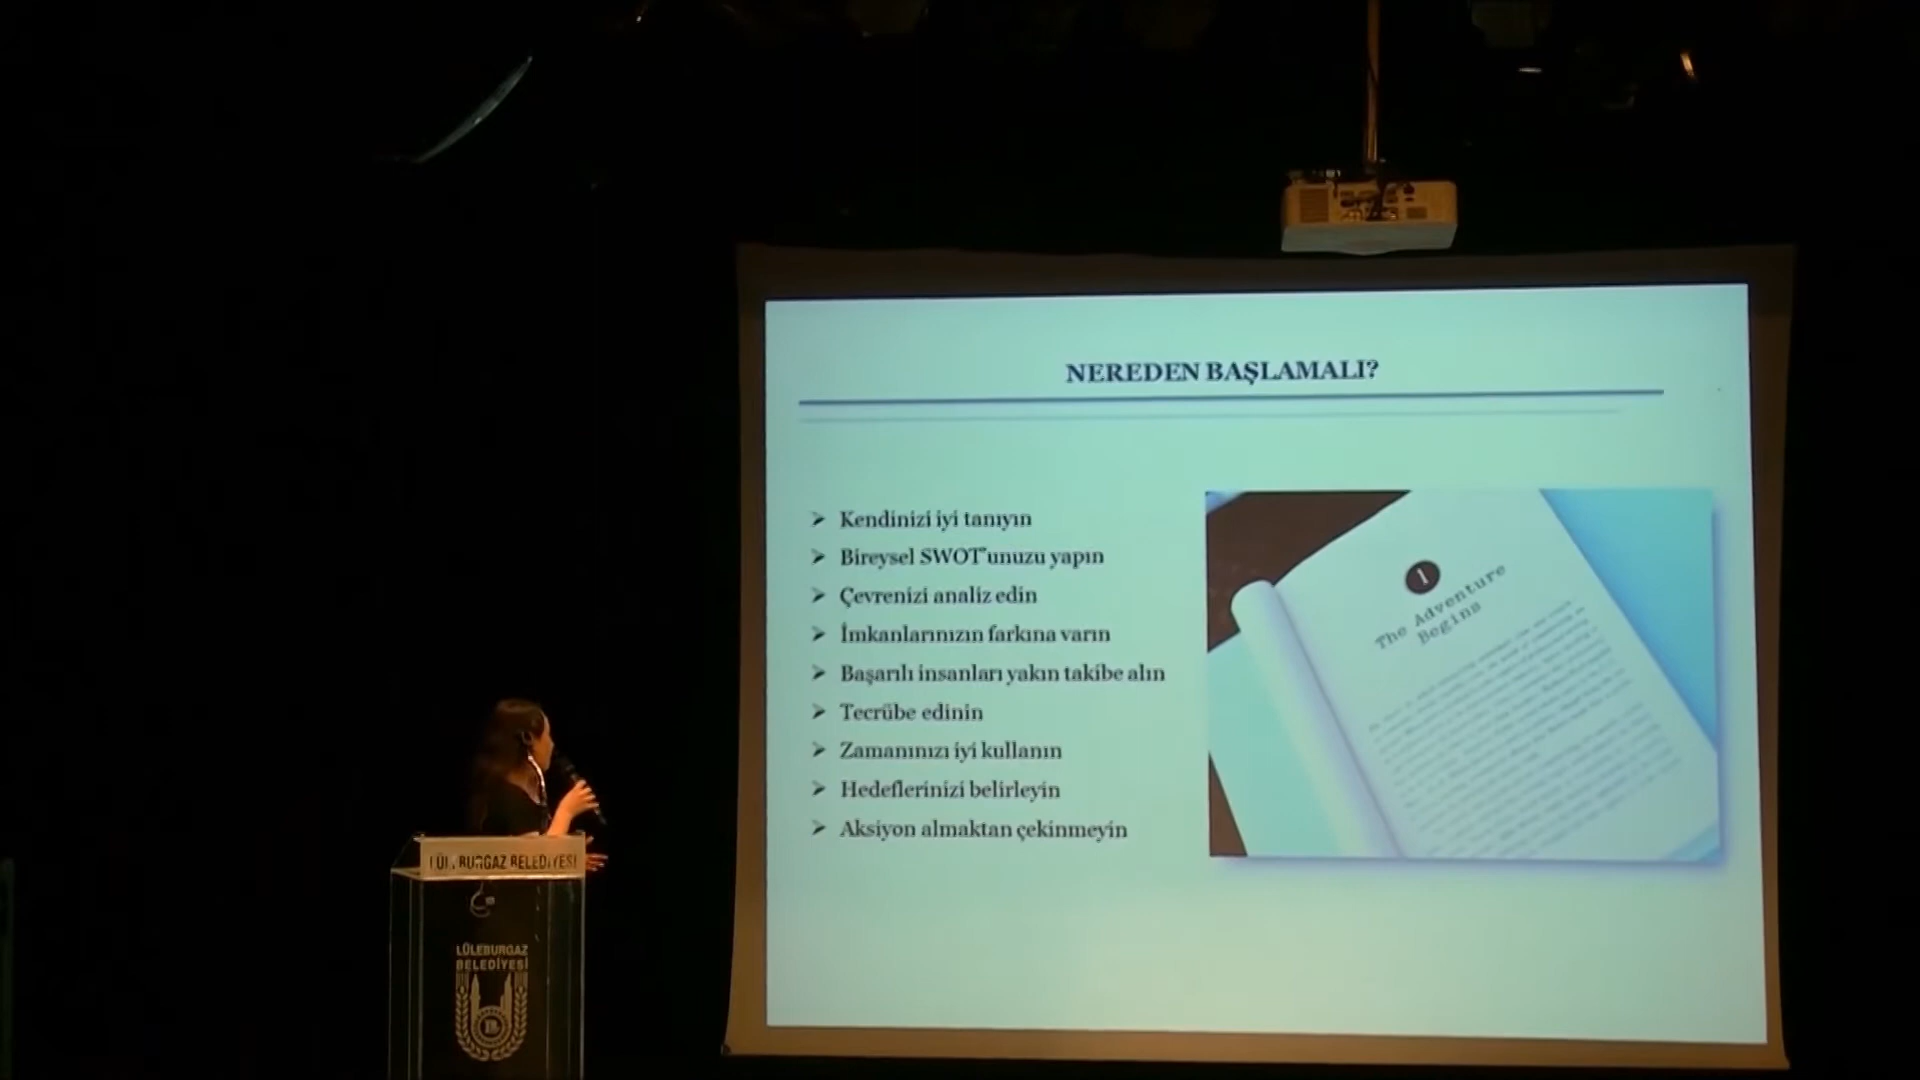 NEREDEN BAŞLAMALI?
Kendinizi iyi tanıyın
Bireysel SWOT'unuzu yapın
Çevrenizi analiz edin
İmkanlarınızın farkına varın
Başarılı insanları yakın takibe alın
Tecrübe edinin
Zamanınızı iyi kullanın
Hedeflerinizi belirleyin
Aksiyon almaktan çekinmeyin
1
The Adventure
Begins
LÜLEBURGAZ BELEDİYESİ
LÜLEBURGAZ
BELEDİYESİ